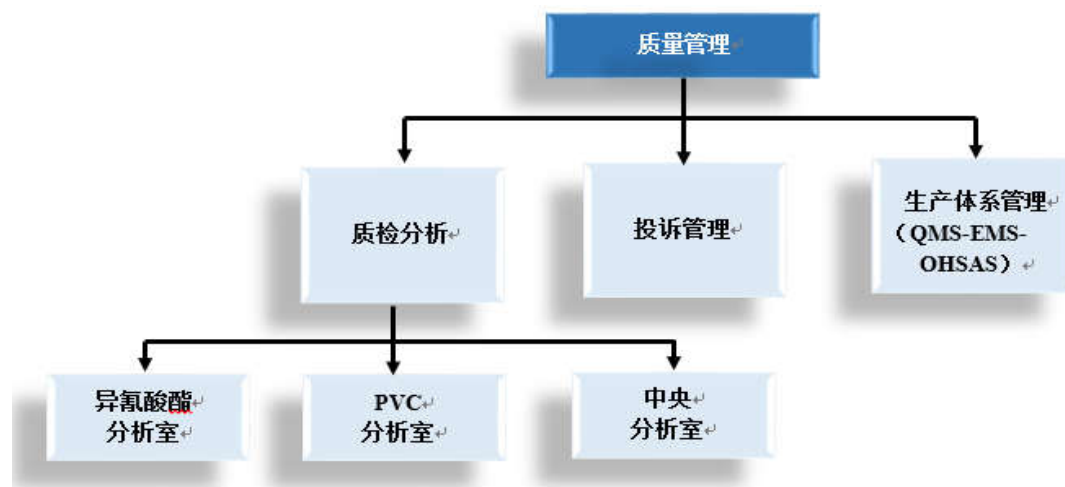 质量管理
质检分析
投诉管理
生产体系管理
（QMS-EMS-
OHSAS）
异氰酸酯
分析室
PVC
分析室
中央
分析室